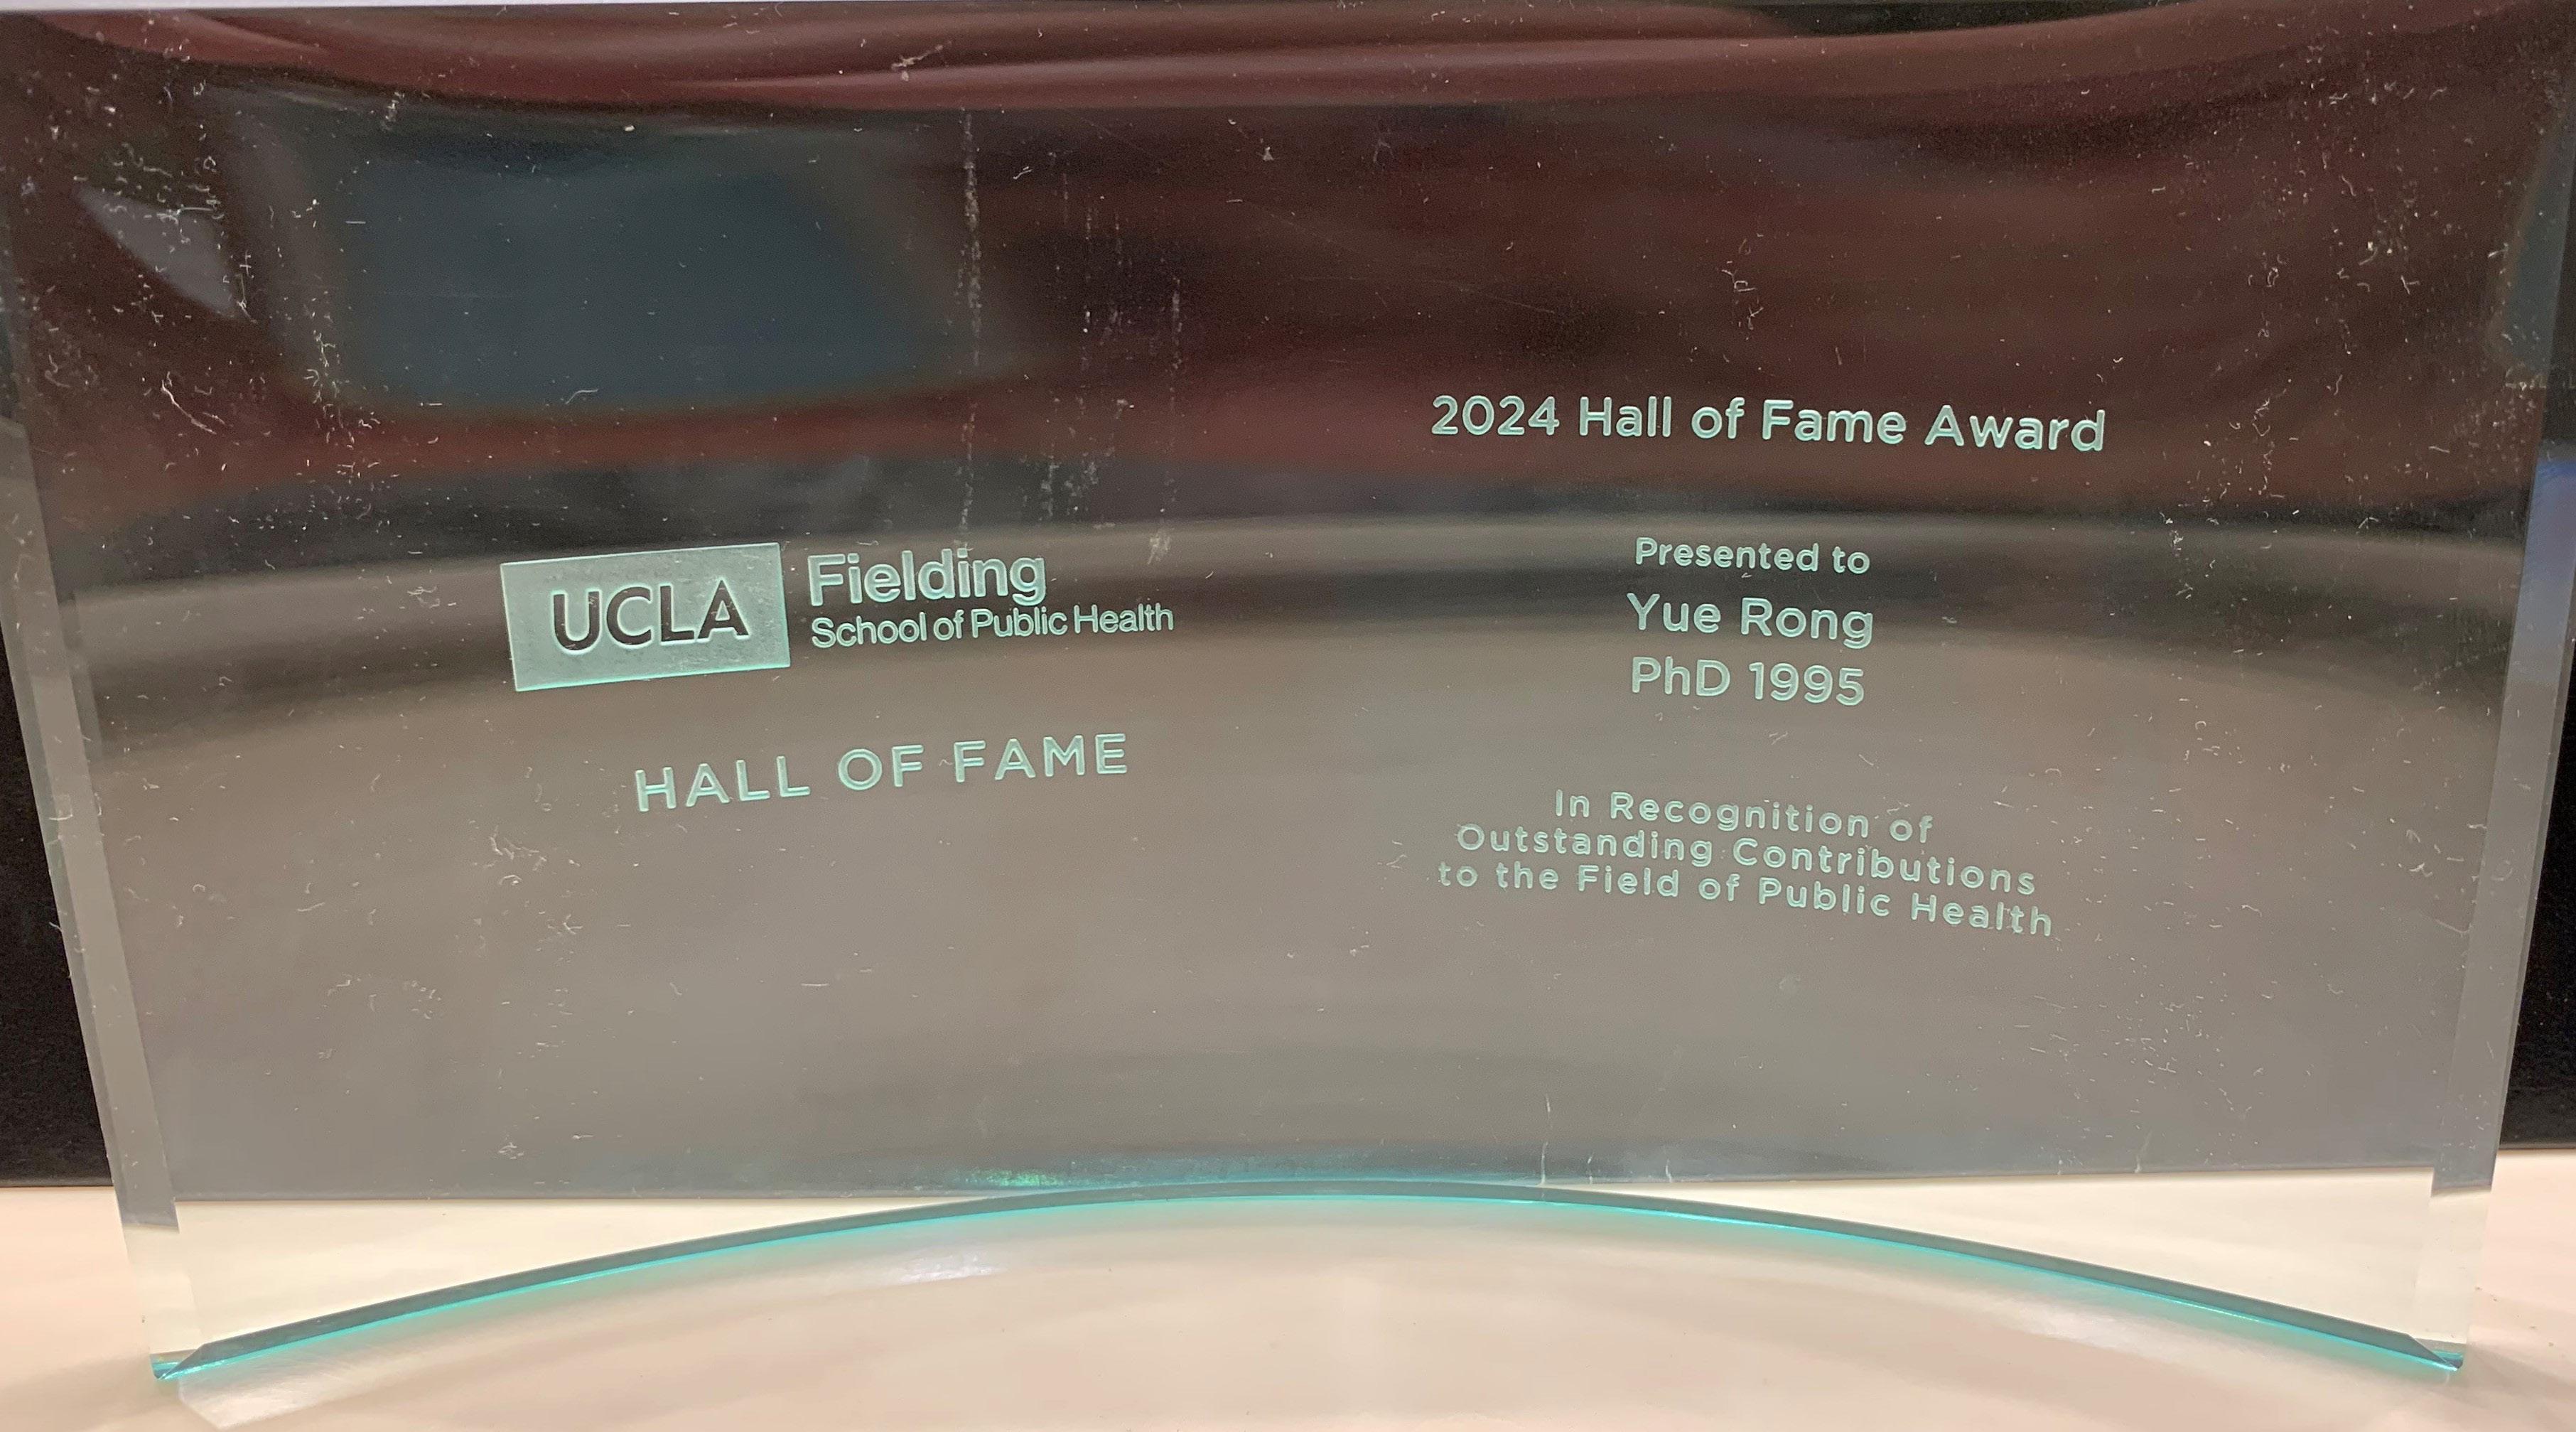 UCLA Fielding
School of Public Health
HALL OF FAME
2024 Hall of Fame Award
Presented to
Yue Rong
PhD 1995
In Recognition of
Outstanding Contributions
to the Field of Public Health